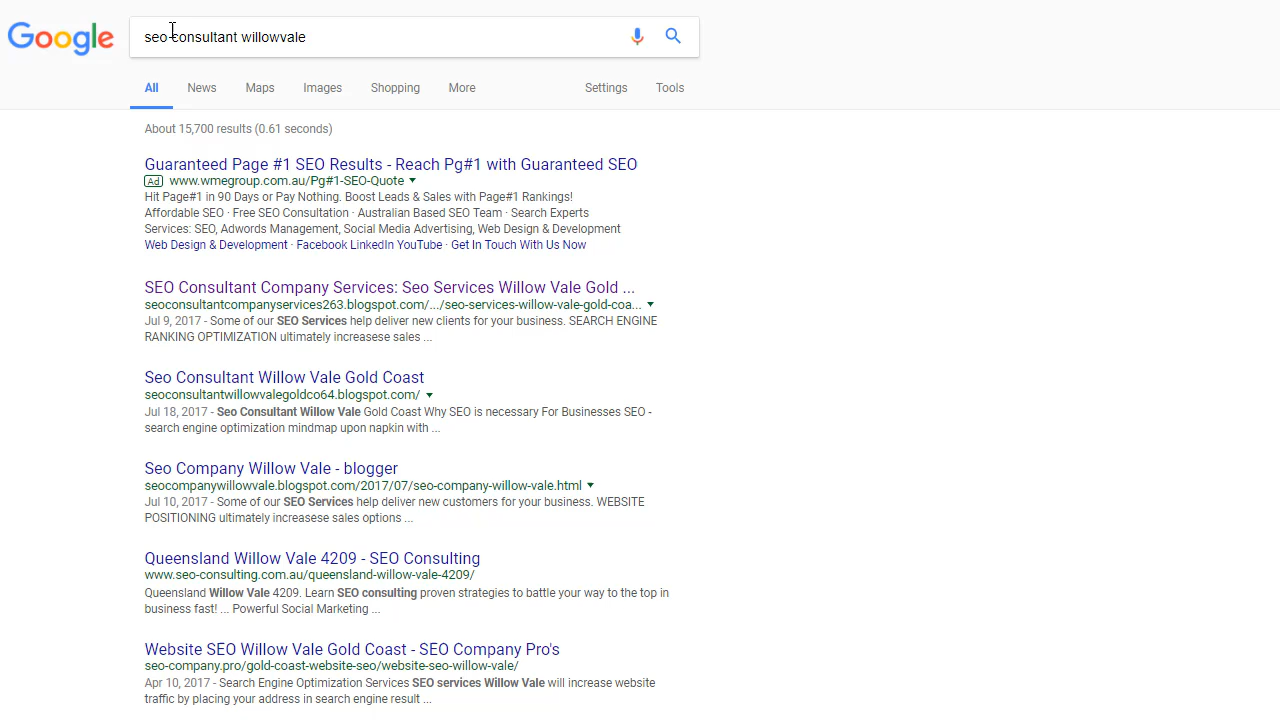 Google
seo consultant willowvale
All News Maps Images Shopping More Settings Tools
About 15,700 results (0.61 seconds)
Guaranteed Page #1 SEO Results - Reach Pg#1 with Guaranteed SEO
Ad www.wmegroup.com.au/Pg#1-SEO-Quote
Hit Page#1 in 90 Days or Pay Nothing. Boost Leads & Sales with Page#1 Rankings!
Affordable SEO · Free SEO Consultation · Australian Based SEO Team · Search Experts
Services: SEO, Adwords Management, Social Media Advertising, Web Design & Development
Web Design & Development · Facebook LinkedIn YouTube · Get In Touch With Us Now
SEO Consultant Company Services: Seo Services Willow Vale Gold ...
seoconsultantcompanyservices263.blogspot.com/.../seo-services-willow-vale-gold-coa...
Jul 9, 2017 - Some of our SEO Services help deliver new clients for your business. SEARCH ENGINE
RANKING OPTIMIZATION ultimately increasese sales ...
Seo Consultant Willow Vale Gold Coast
seoconsultantwillowvalegoldco64.blogspot.com/
Jul 18, 2017 - Seo Consultant Willow Vale Gold Coast Why SEO is necessary For Businesses SEO -
search engine optimization mindmap upon napkin with ...
Seo Company Willow Vale - blogger
seocompanywillowvale.blogspot.com/2017/07/seo-company-willow-vale.html
Jul 10, 2017 - Some of our SEO Services help deliver new customers for your business. WEBSITE
POSITIONING ultimately increasese sales options ...
Queensland Willow Vale 4209 - SEO Consulting
www.seo-consulting.com.au/queensland-willow-vale-4209/
Queensland Willow Vale 4209. Learn SEO consulting proven strategies to battle your way to the top in
business fast! ... Powerful Social Marketing ...
Website SEO Willow Vale Gold Coast - SEO Company Pro's
seo-company.pro/gold-coast-website-seo/website-seo-willow-vale/
Apr 10, 2017 - Search Engine Optimization Services SEO services Willow Vale will increase website
traffic by placing your address in search engine result ...